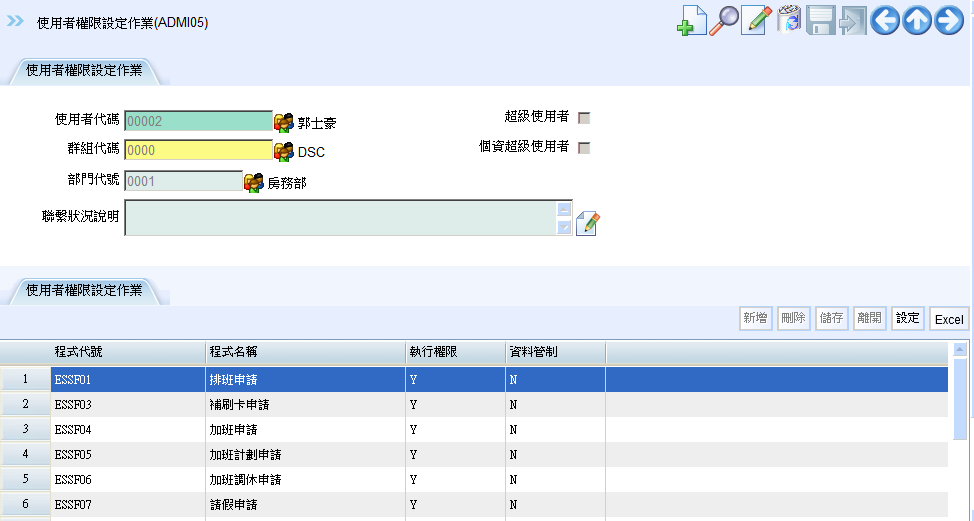 使用者權限設定作業(ADMI05)
使用者權限設定作業
使用者代碼 00002 郭士豪 超級使用者
群組代碼 0000 DSC 個資超級使用者
部門代號 0001 房務部
聯繫狀況說明
使用者權限設定作業
新增 刪除 儲存 離開 設定 Excel
程式代號 程式名稱 執行權限 資料管制
1 ESSF01 排班申請 Y N
2 ESSF03 補刷卡申請 Y N
3 ESSF04 加班申請 Y N
4 ESSF05 加班計劃申請 Y N
5 ESSF06 加班調休申請 Y N
6 ESSF07 請假申請 Y N